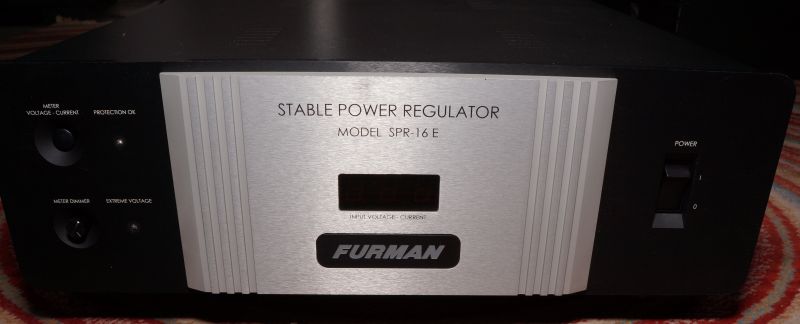 METER
VOLTAGE - CURRENT
PROTECTION OK
METER DIMMER
EXTREME VOLTAGE
STABLE POWER REGULATOR
MODEL SPR-16 E
INPUT VOLTAGE - CURRENT
FURMAN
POWER
1
0